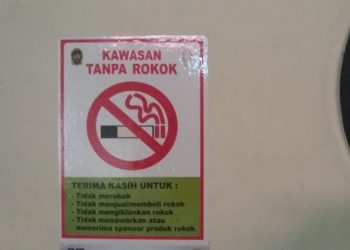 KAWASAN
TANPA ROKOK
TERIMA KASIH UNTUK :
- Tidak merokok
- Tidak menjual/membeli rokok
- Tidak mengiklankan rokok
- Tidak menawarkan atau
menerima sponsor produk rokok